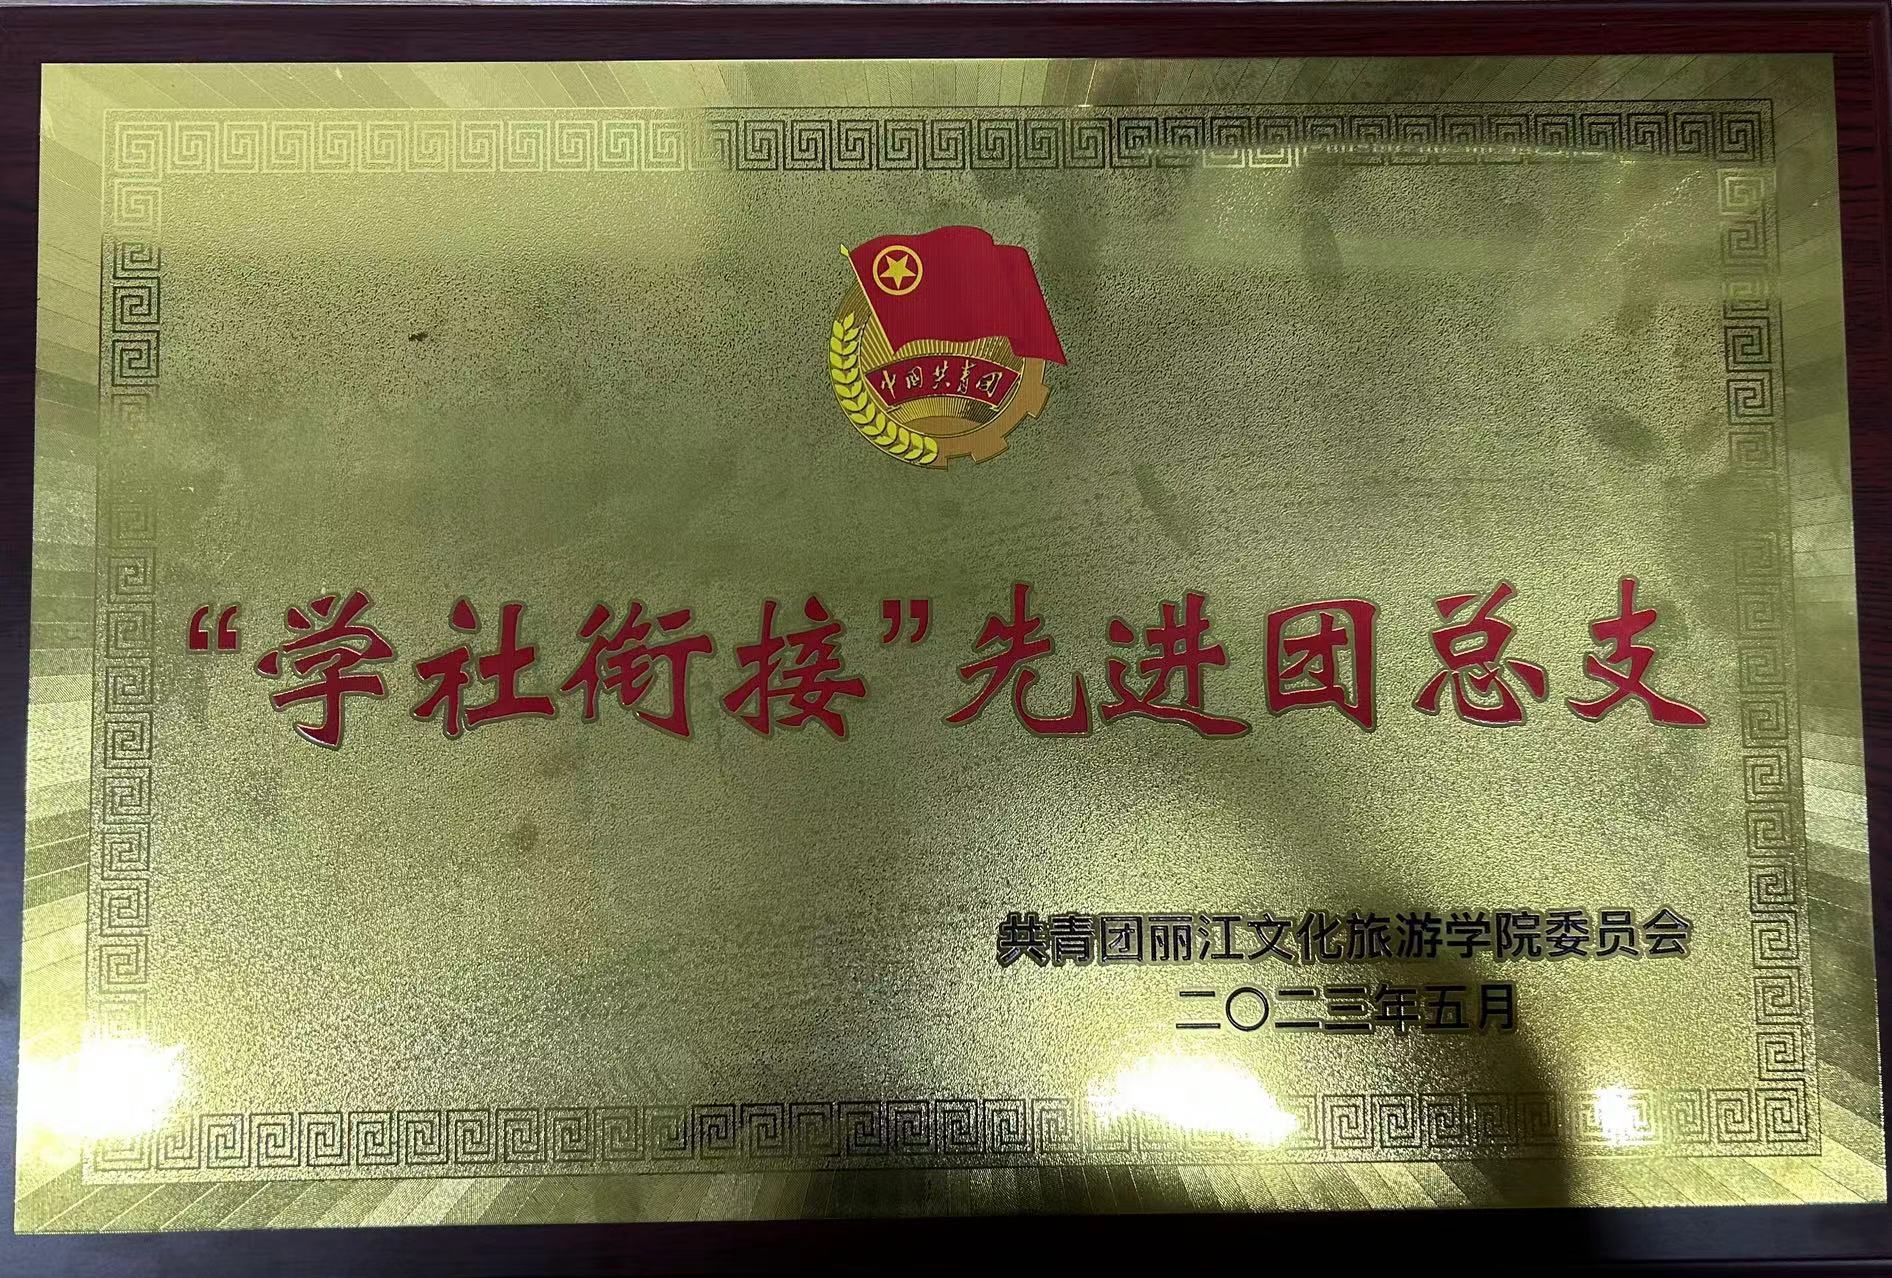 中国共青团
“学社衔接”先进团总支
共青团丽江文化旅游学院委员会
二〇二三年五月